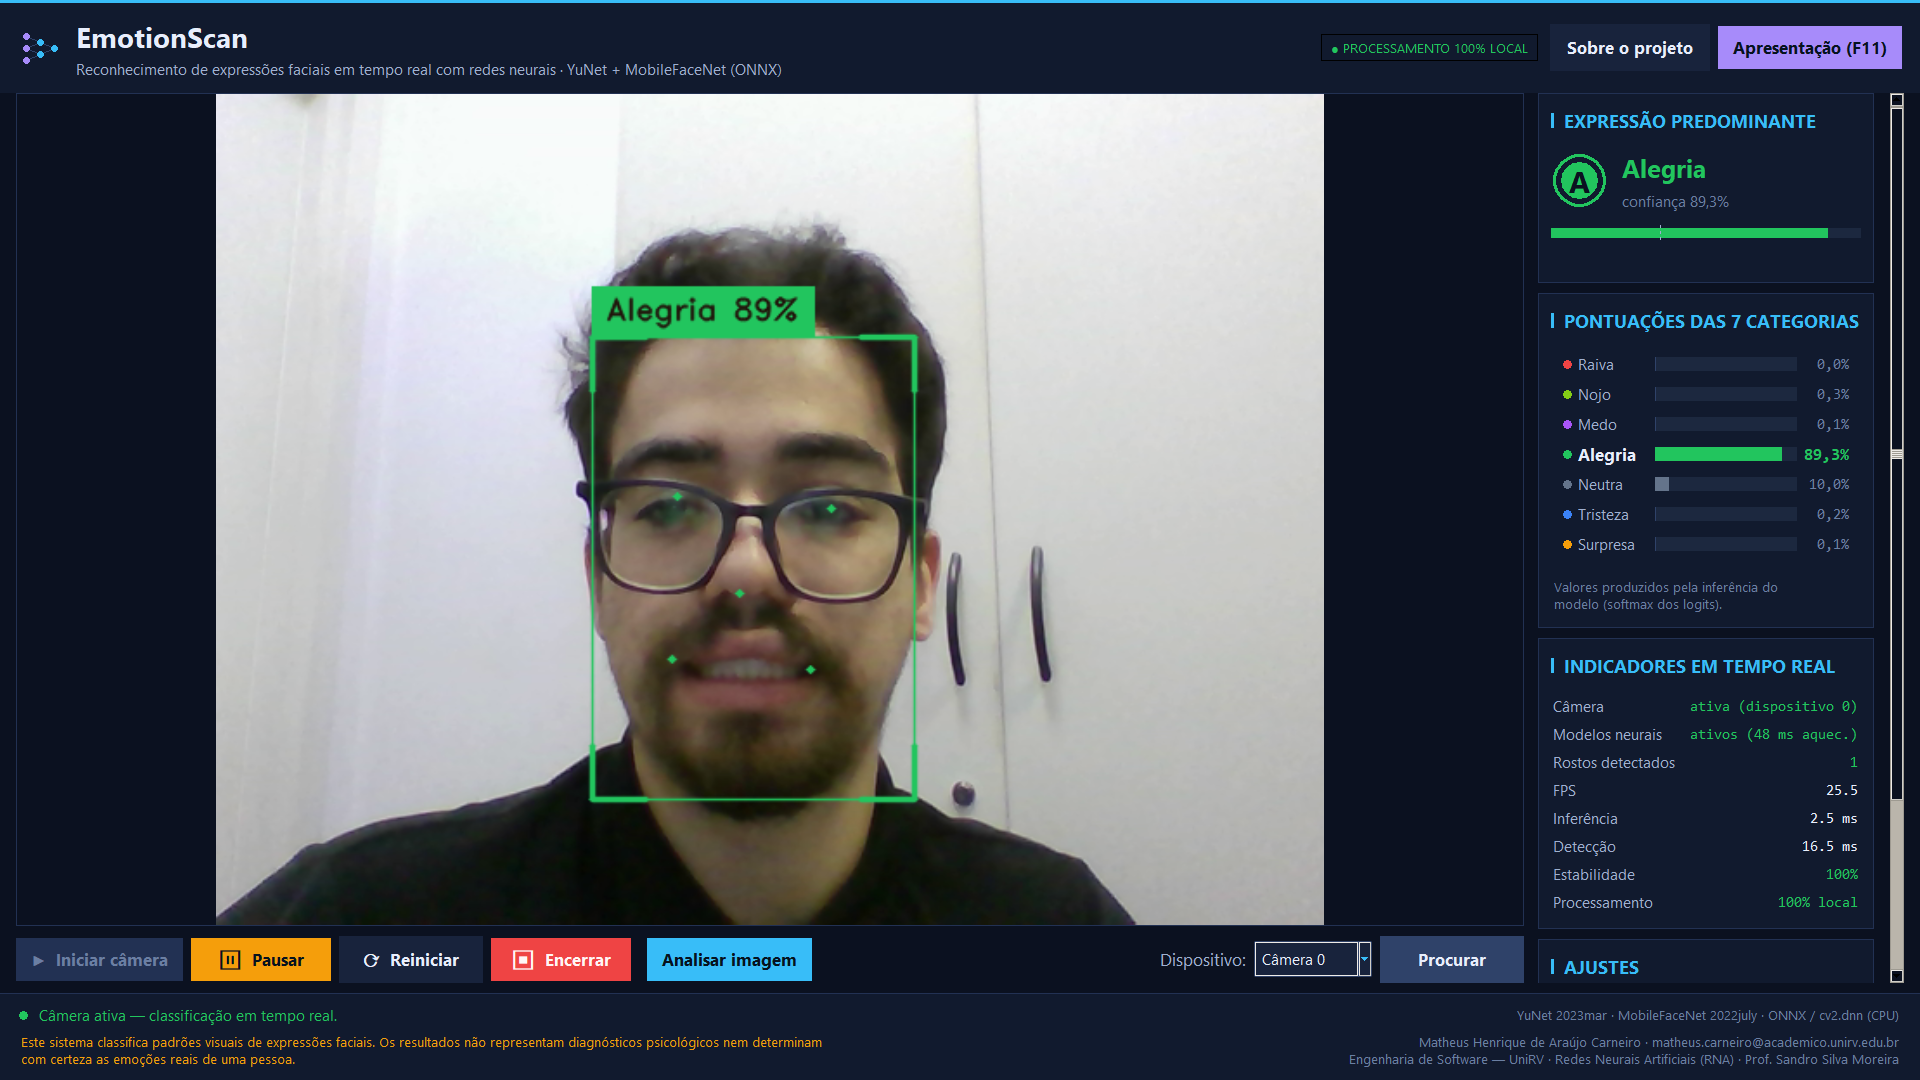 EmotionScan
Reconhecimento de expressões faciais em tempo real com redes neurais · YuNet + MobileFaceNet (ONNX)
● PROCESSAMENTO 100% LOCAL
Sobre o projeto
Apresentação (F11)
Alegria 89%
EXPRESSÃO PREDOMINANTE
A
Alegria
confiança 89,3%
PONTUAÇÕES DAS 7 CATEGORIAS
Raiva 0,0%
Nojo 0,3%
Medo 0,1%
Alegria 89,3%
Neutra 10,0%
Tristeza 0,2%
Surpresa 0,1%
Valores produzidos pela inferência do
modelo (softmax dos logits).
INDICADORES EM TEMPO REAL
Câmera ativa (dispositivo 0)
Modelos neurais ativos (48 ms aquec.)
Rostos detectados 1
FPS 25.5
Inferência 2.5 ms
Detecção 16.5 ms
Estabilidade 100%
Processamento 100% local
AJUSTES
Iniciar câmera
Pausar
Reiniciar
Encerrar
Analisar imagem
Dispositivo: Câmera 0
Procurar
Câmera ativa — classificação em tempo real.
Este sistema classifica padrões visuais de expressões faciais. Os resultados não representam diagnósticos psicológicos nem determinam
com certeza as emoções reais de uma pessoa.
YuNet 2023mar · MobileFaceNet 2022july · ONNX / cv2.dnn (CPU)
Matheus Henrique de Araújo Carneiro · matheus.carneiro@academico.unirv.edu.br
Engenharia de Software — UniRV · Redes Neurais Artificiais (RNA) · Prof. Sandro Silva Moreira